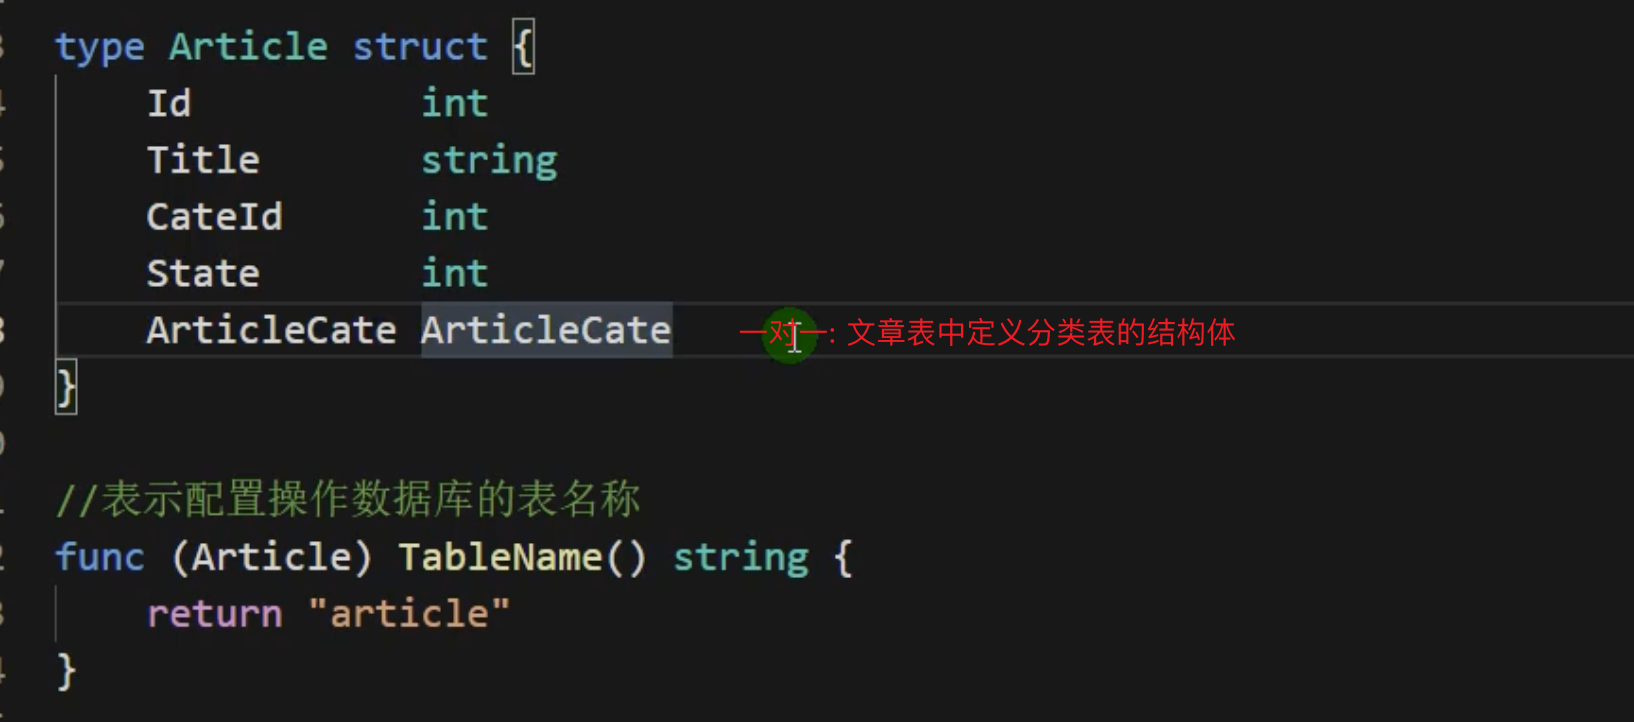 type Article struct {
Id int
Title string
CateId int
State int
ArticleCate ArticleCate 一对一：文章表中定义分类表的结构体
}
//表示配置操作数据库的表名称
func (Article) TableName() string {
return "article"
}